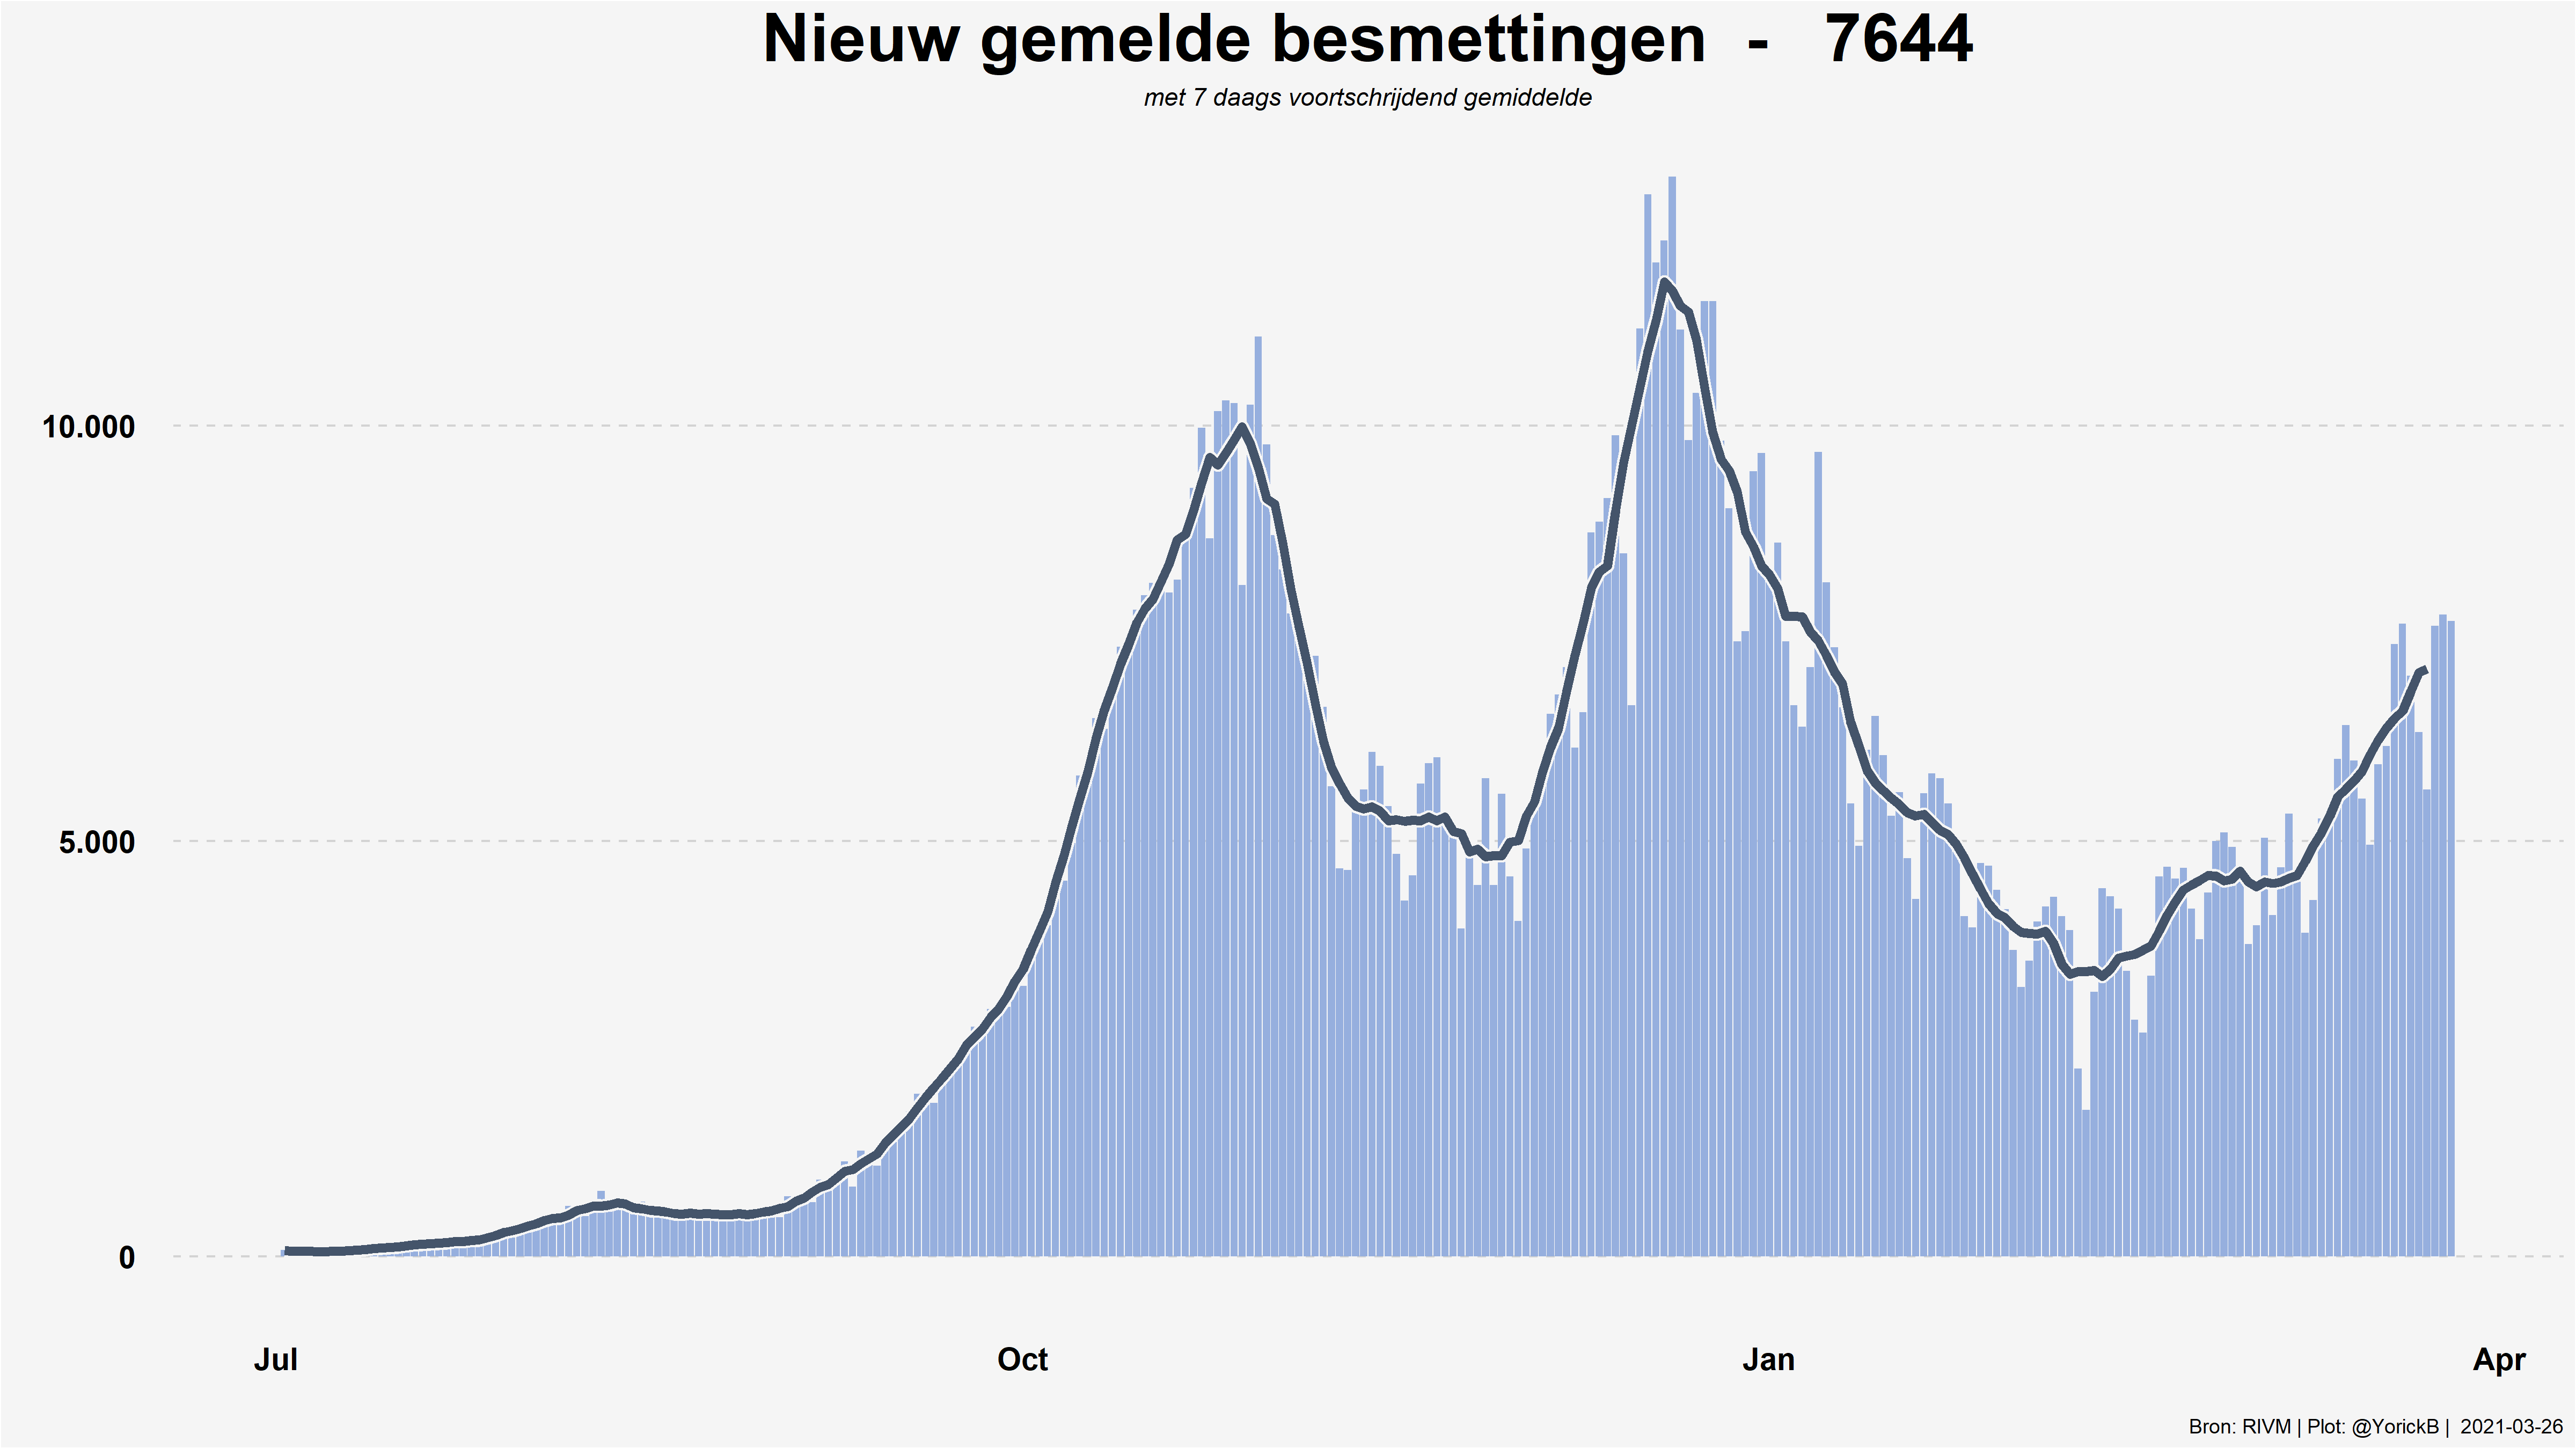 Nieuw gemelde besmettingen - 7644
met 7 daags voortschrijdend gemiddelde
10.000
5.000
0
Jul Oct Jan Apr
Bron: RIVM | Plot: @YorickB | 2021-03-26